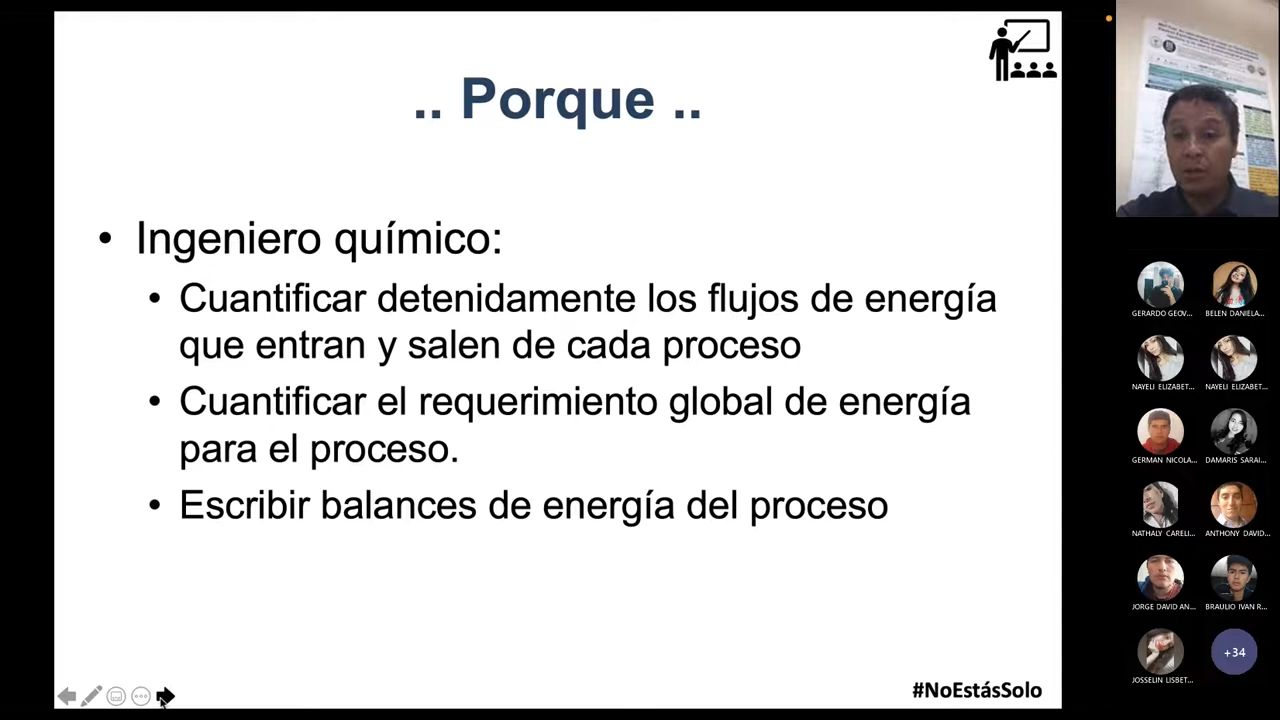 .. Porque ..
• Ingeniero químico:
• Cuantificar detenidamente los flujos de energía
que entran y salen de cada proceso
• Cuantificar el requerimiento global de energía
para el proceso.
• Escribir balances de energía del proceso
#NoEstásSolo
GERARDO GEOV...
BELEN DANIELA...
NAYELI ELIZABET...
NAYELI ELIZABET...
GERMAN NICOLA...
DAMARIS SARAI...
NATHALY CARELI...
ANTHONY DAVID...
JORGE DAVID AN...
BRAULIO IVAN R...
JOSSELIN LISBET...
+34